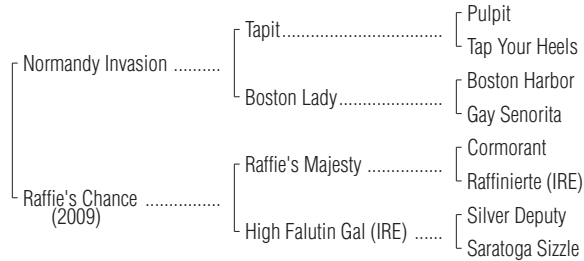 Pulpit
Tapit
Tap Your Heels
Normandy Invasion
Boston Harbor
Boston Lady
Gay Senorita
Cormorant
Raffie's Majesty
Raffinierte (IRE)
Raffie's Chance
(2009)
Silver Deputy
High Falutin Gal (IRE)
Saratoga Sizzle